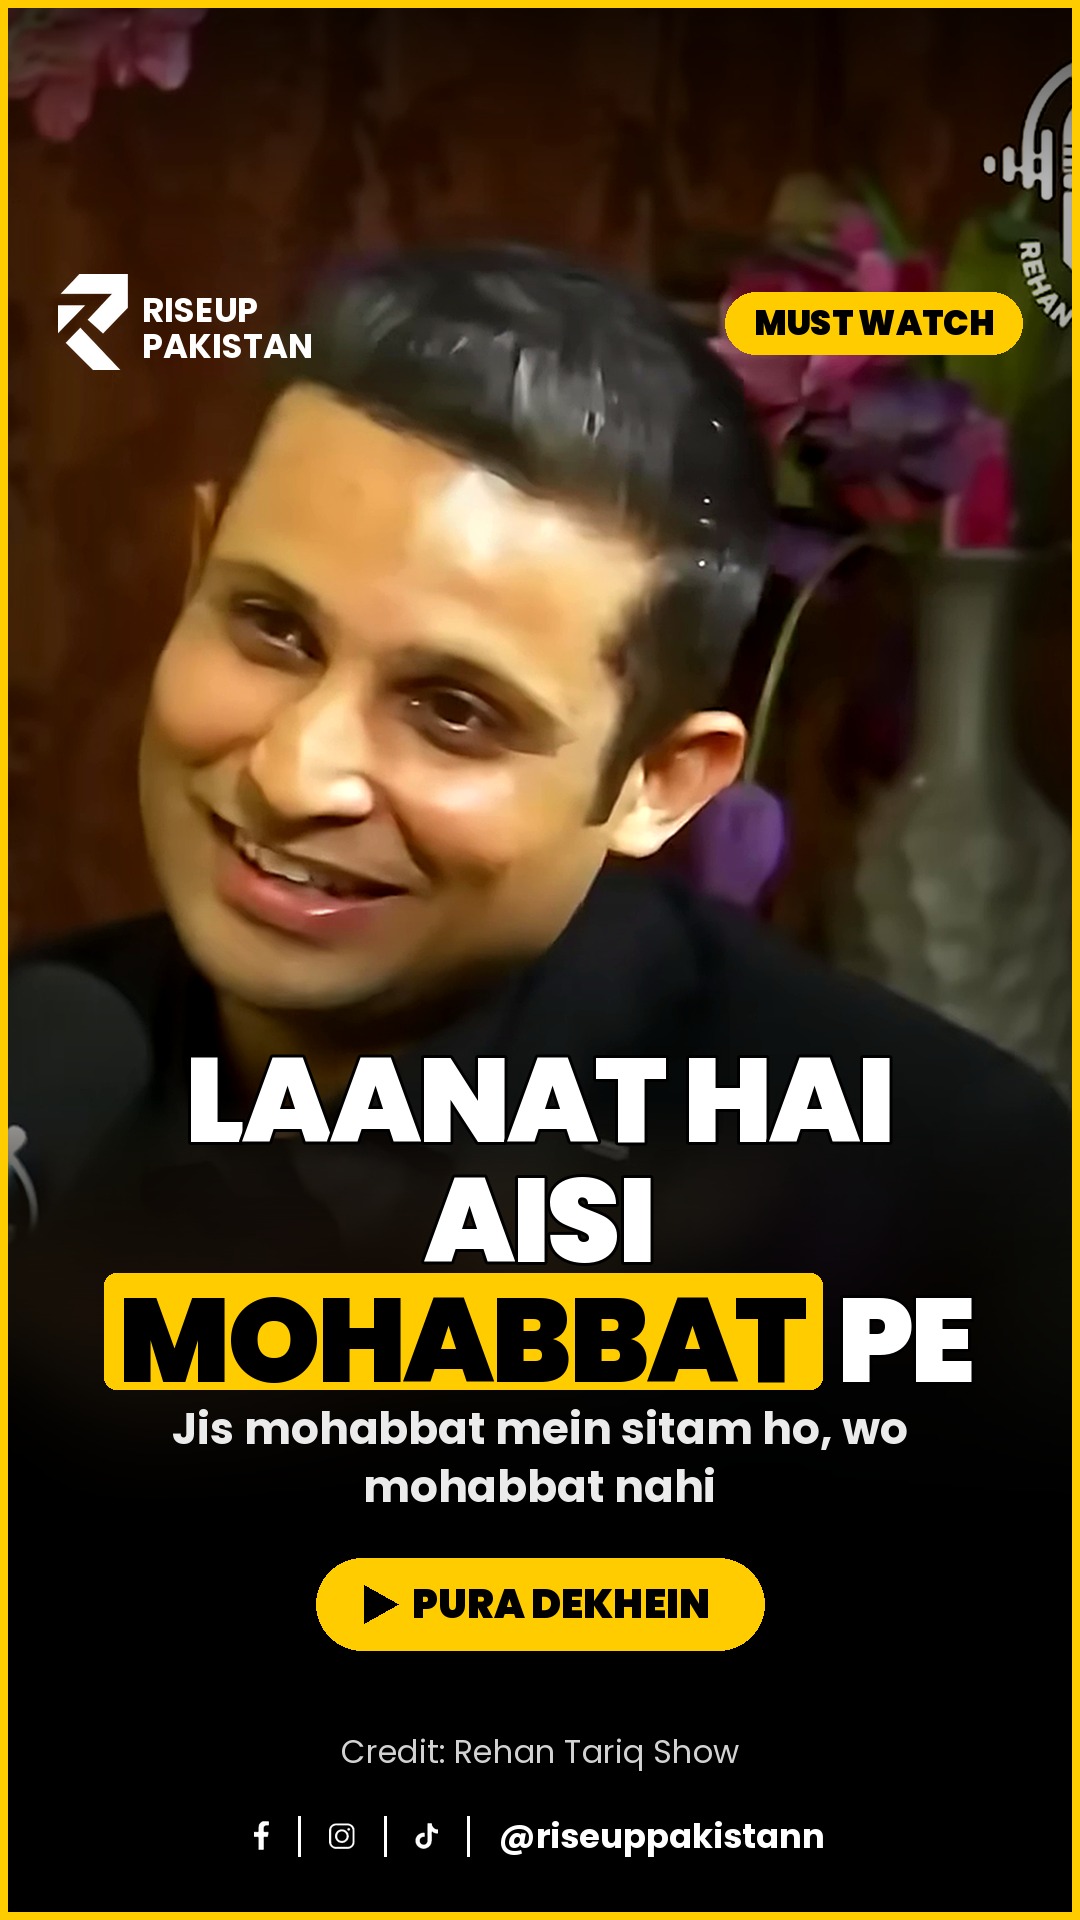 REHAN
RISEUP
PAKISTAN
MUST WATCH
LAANAT HAI
AISI
MOHABBAT PE
Jis mohabbat mein sitam ho, wo
mohabbat nahi
PURA DEKHEIN
Credit: Rehan Tariq Show
@riseuppakistann